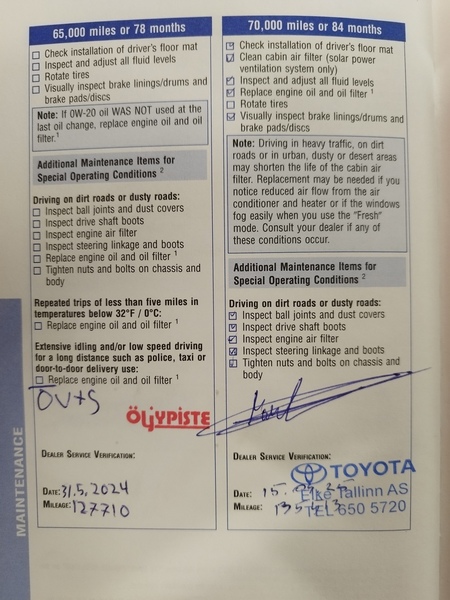 65,000 miles or 78 months
Check installation of driver's floor mat
Inspect and adjust all fluid levels
Rotate tires
Visually inspect brake linings/drums and
brake pads/discs
Note: If 0W-20 oil WAS NOT used at the
last oil change, replace engine oil and oil
filter.1
Additional Maintenance Items for
Special Operating Conditions 2
Driving on dirt roads or dusty roads:
Inspect ball joints and dust covers
Inspect drive shaft boots
Inspect engine air filter
Inspect steering linkage and boots
Replace engine oil and oil filter 1
Tighten nuts and bolts on chassis and
body
Repeated trips of less than five miles in
temperatures below 32°F / 0°C:
Replace engine oil and oil filter 1
Extensive idling and/or low speed driving
for a long distance such as police, taxi or
door-to-door delivery use:
Replace engine oil and oil filter 1
ÖLJYPISTE
DEALER SERVICE VERIFICATION:
DATE: 31.5.2024
MILEAGE: 127710
70,000 miles or 84 months
Check installation of driver's floor mat
Clean cabin air filter (solar power
ventilation system only)
Inspect and adjust all fluid levels
Replace engine oil and oil filter 1
Rotate tires
Visually inspect brake linings/drums and
brake pads/discs
Note: Driving in heavy traffic, on dirt
roads or in urban, dusty or desert areas
may shorten the life of the cabin air
filter. Replacement may be needed if you
notice reduced air flow from the air
conditioner and heater or if the windows
fog easily when you use the "Fresh"
mode. Consult your dealer if any of
these conditions occur.
Additional Maintenance Items for
Special Operating Conditions 2
Driving on dirt roads or dusty roads:
Inspect ball joints and dust covers
Inspect drive shaft boots
Inspect engine air filter
Inspect steering linkage and boots
Tighten nuts and bolts on chassis and
body
DEALER SERVICE VERIFICATION:
TOYOTA
DATE: 15.
Elke Tallinn AS
MILEAGE:
TEL 650 5720
MAINTENANCE